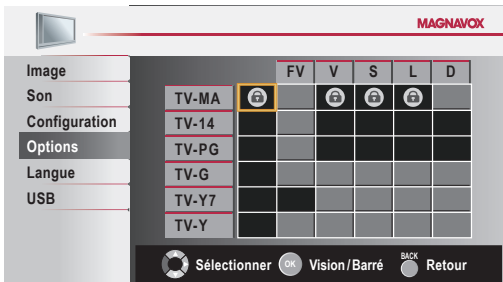 MAGNAVOX
Image
Son
Configuration
Options
Langue
USB
FV V S L D
TV-MA
TV-14
TV-PG
TV-G
TV-Y7
TV-Y
Sélectionner OK Vision / Barré BACK Retour